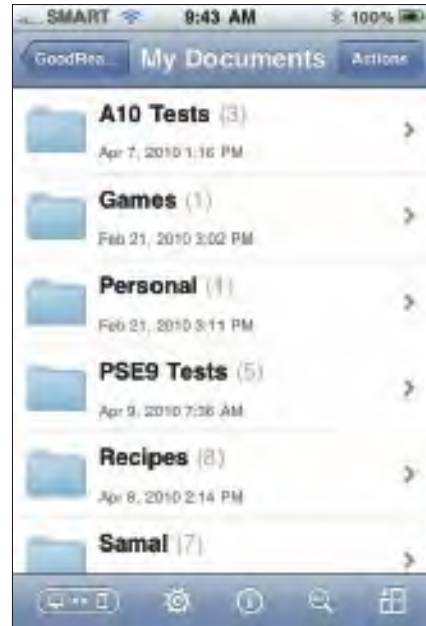 SMART 9:43 AM 100%
GoodRea... My Documents Actions
A10 Tests (3)
Apr 7, 2010 1:16 PM
Games (1)
Feb 21, 2010 3:02 PM
Personal (1)
Feb 21, 2010 3:11 PM
PSE9 Tests (5)
Apr 9, 2010 7:36 AM
Recipes (8)
Apr 8, 2010 2:14 PM
Samal (7)